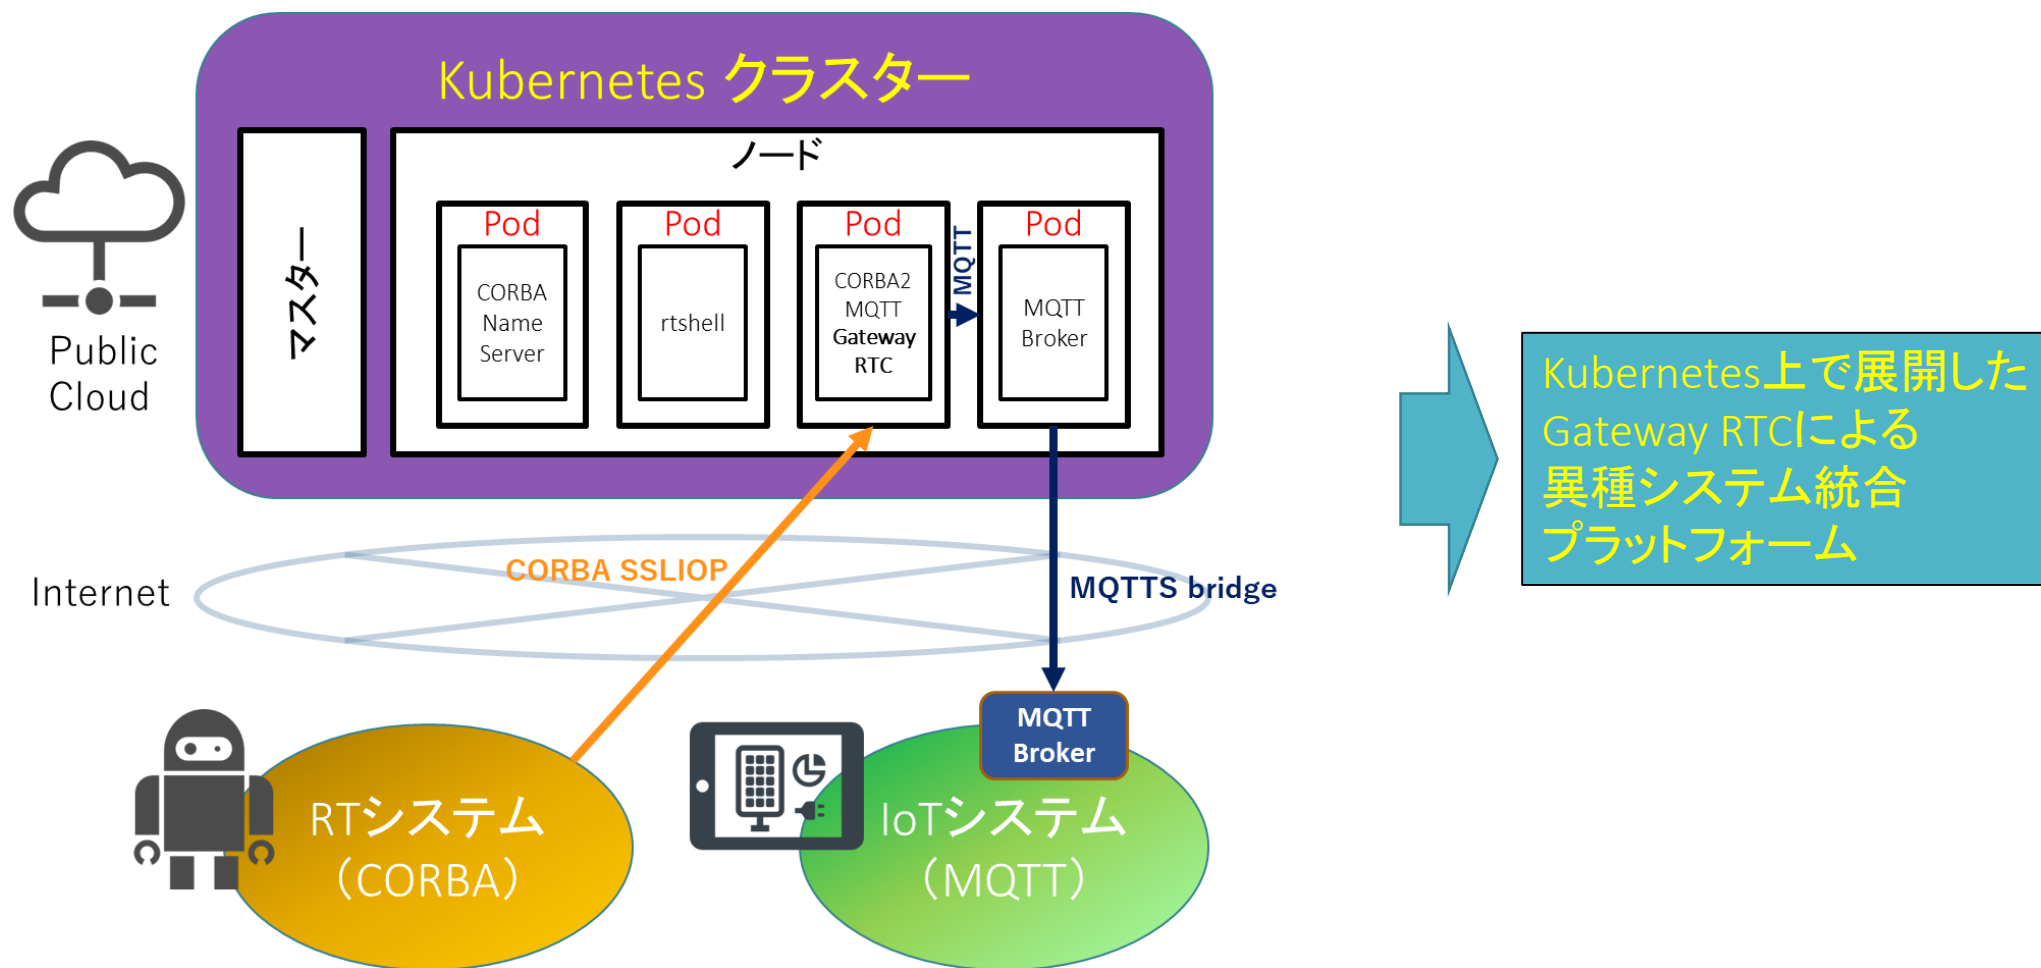 Kubernetes クラスター
Public
Cloud
マスター
ノード
Pod
CORBA
Name
Server
Pod
rtshell
Pod
CORBA2
MQTT
Gateway
RTC
MQTT
Pod
MQTT
Broker
Internet
CORBA SSLIOP
MQTTS bridge
RTシステム
（CORBA）
MQTT
Broker
IoTシステム
（MQTT）
Kubernetes上で展開した
Gateway RTCによる
異種システム統合
プラットフォーム